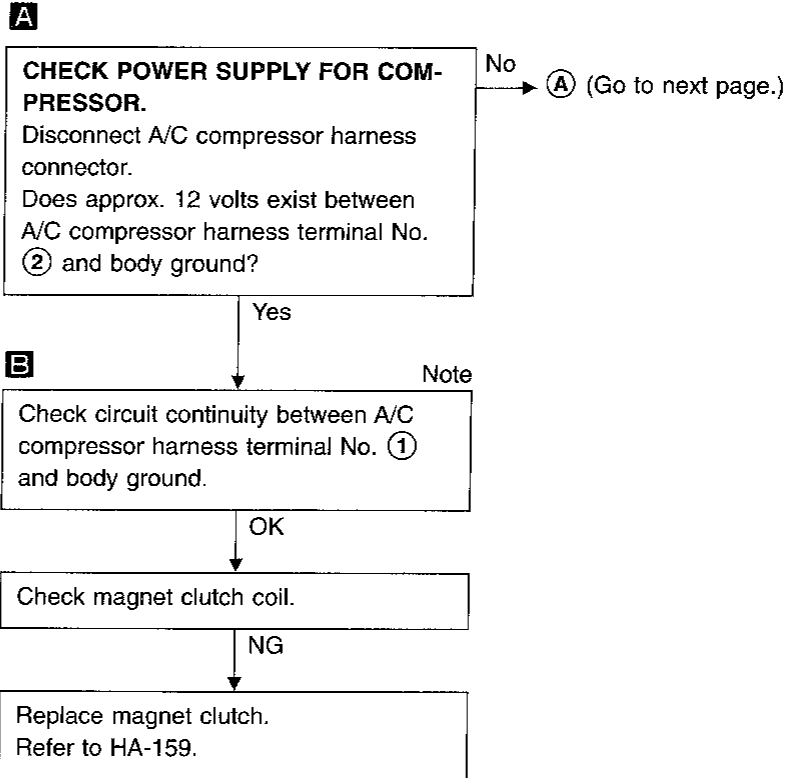 A
CHECK POWER SUPPLY FOR COM-
PRESSOR.
Disconnect A/C compressor harness
connector.
Does approx. 12 volts exist between
A/C compressor harness terminal No.
② and body ground?
No
Ⓐ (Go to next page.)
Yes
B
Note
Check circuit continuity between A/C
compressor harness terminal No. ①
and body ground.
OK
Check magnet clutch coil.
NG
Replace magnet clutch.
Refer to HA-159.